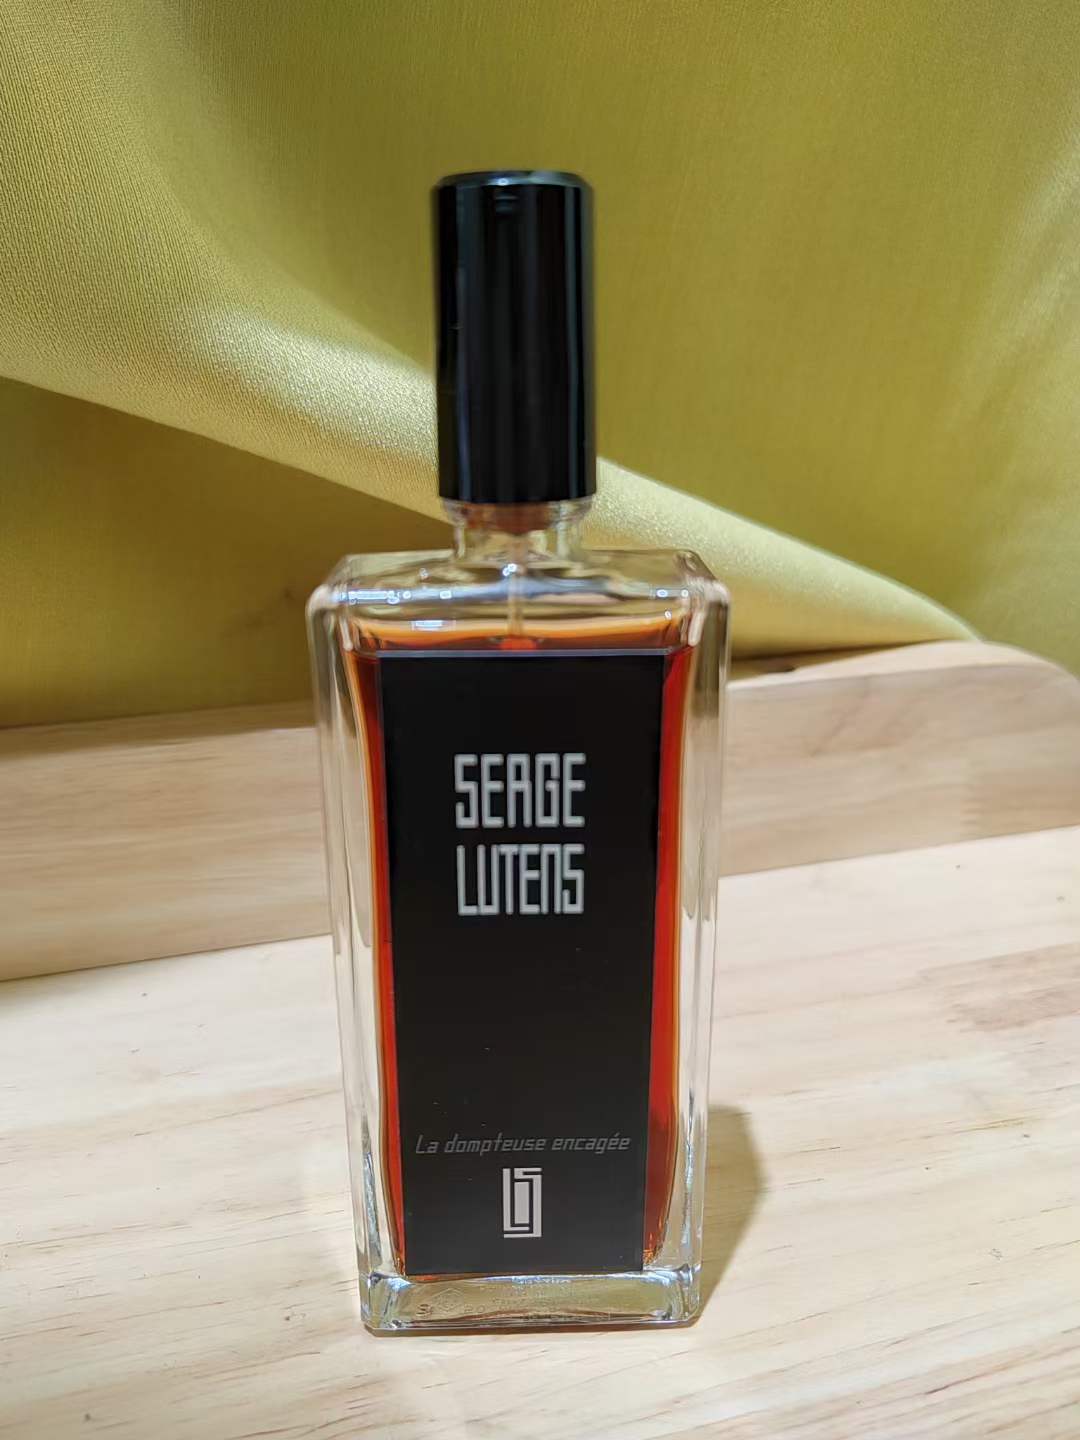 SERGE
LUTENS
La dompteuse encagée